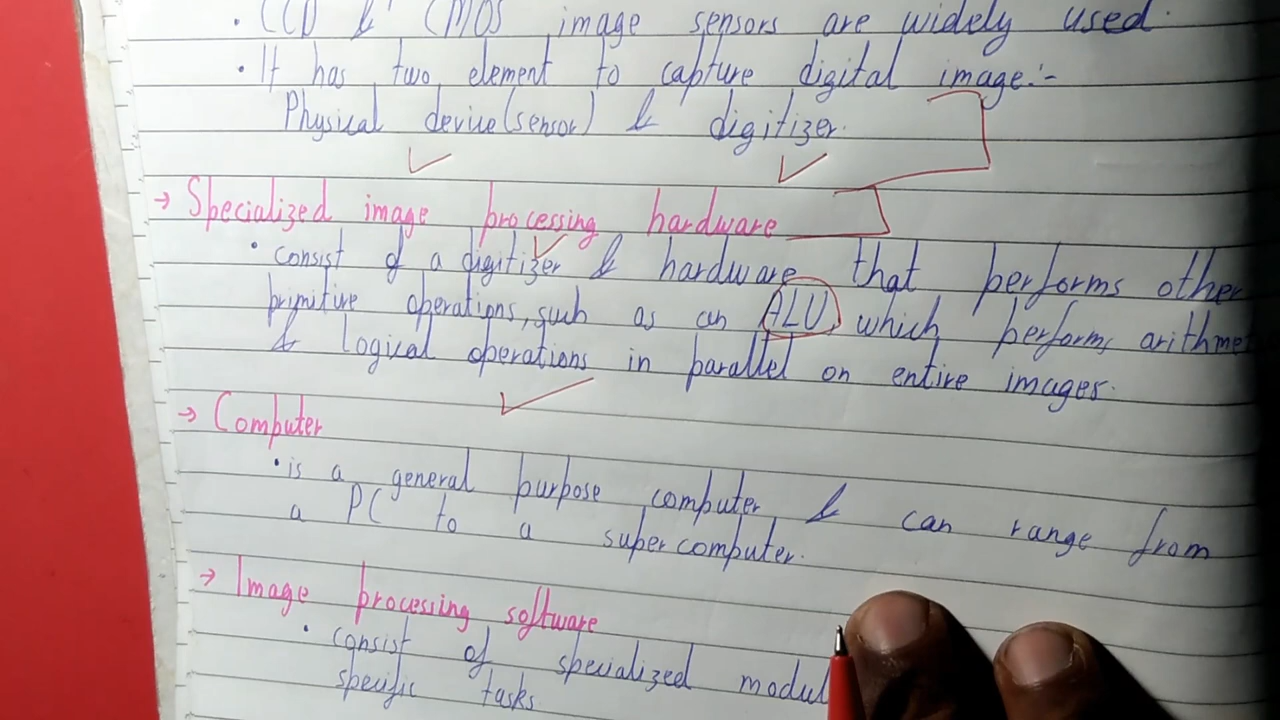 • CCD & CMOS image sensors are widely used.
• It has two element to capture digital image:-
Physical device(sensor) & digitizer.
→ Specialized image processing hardware
• consist of a digitizer & hardware that performs other
primitive operations, such as an ALU, which performs arithmet
& logical operations in parallel on entire images.
→ Computer
• is a general purpose computer & can range from
a PC to a supercomputer.
→ Image processing software
• consist of specialized modul
specific tasks